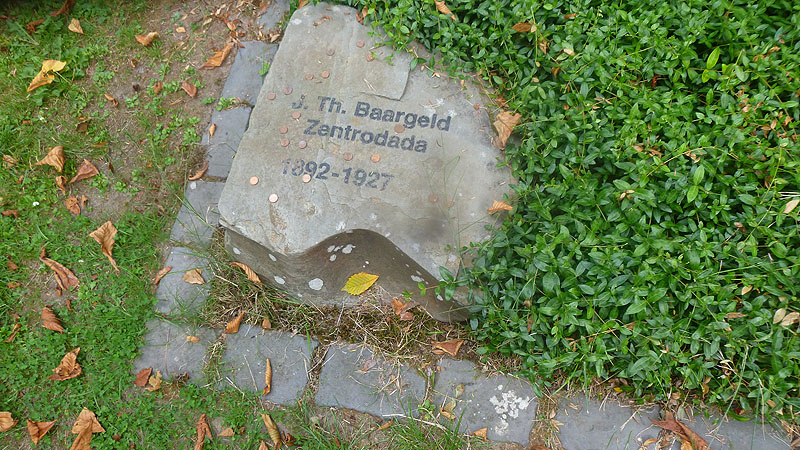 J. Th. Baargeld
Zentrodada
1892-1927